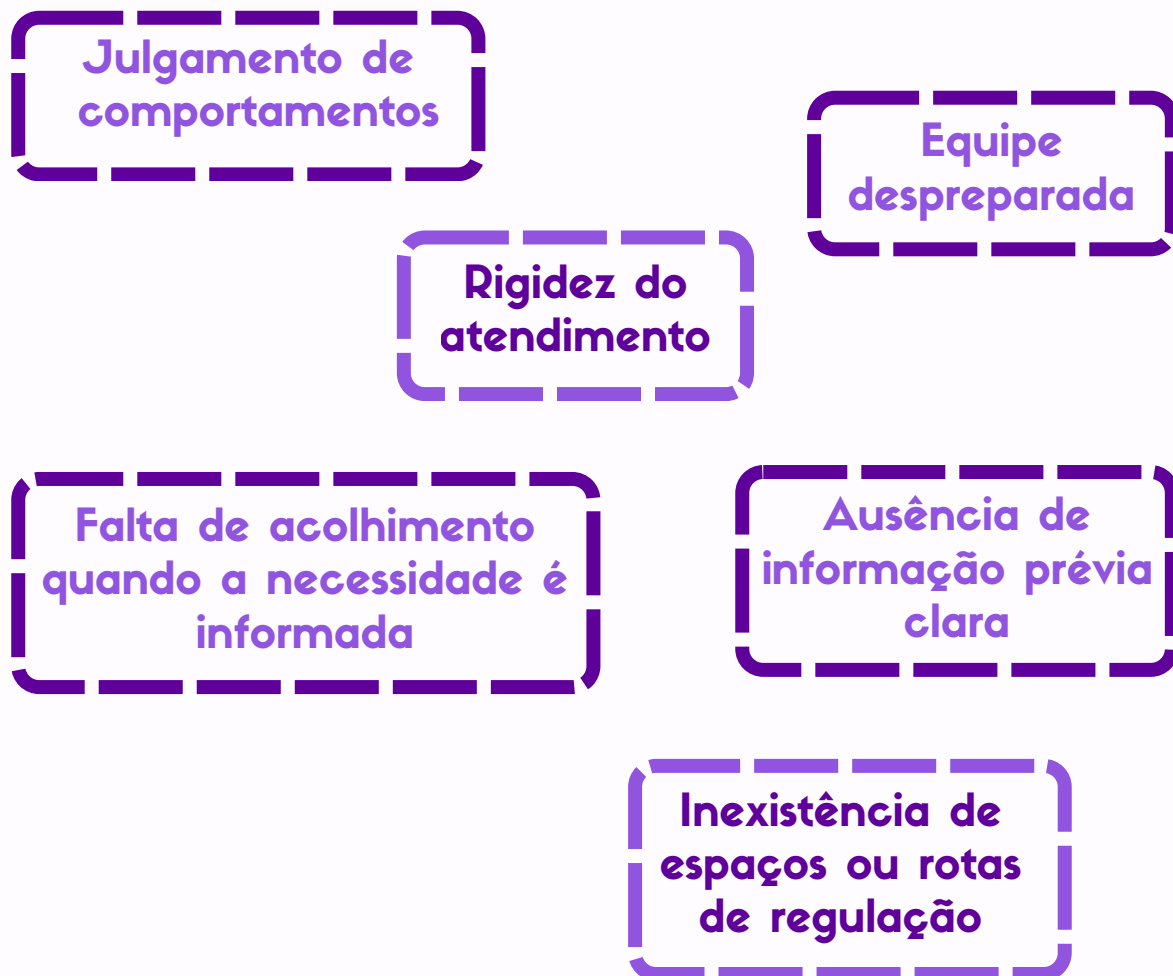 Julgamento de
comportamentos
Equipe
despreparada
Rigidez do
atendimento
Falta de acolhimento
quando a necessidade é
informada
Ausência de
informação prévia
clara
Inexistência de
espaços ou rotas
de regulação